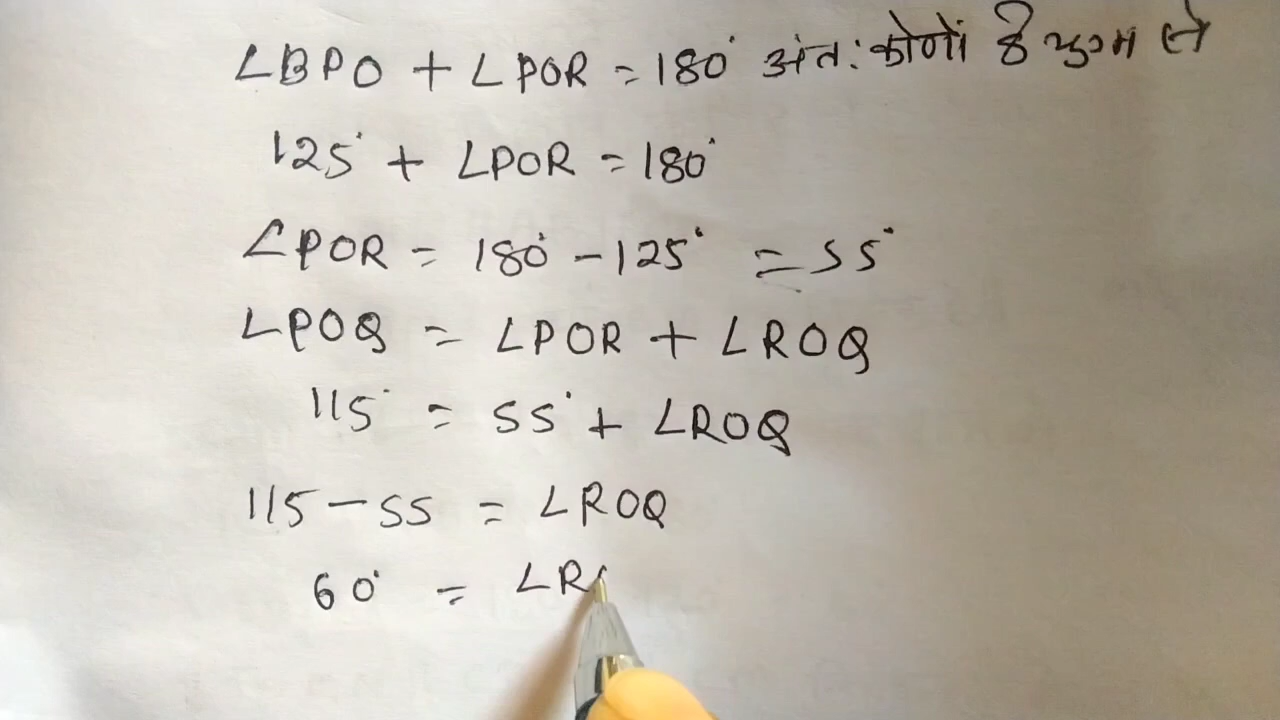 ∠BPO + ∠POR = 180° अंतः कोणों के युग्म से
125° + ∠POR = 180°
∠POR = 180° - 125° = 55°
∠POQ = ∠POR + ∠ROQ
115° = 55° + ∠ROQ
115 - 55 = ∠ROQ
60° = ∠R